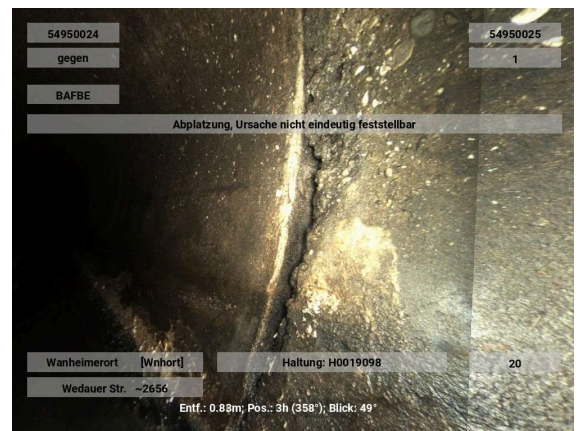 54950024
54950025
gegen
1
BAFBE
Abplatzung, Ursache nicht eindeutig feststellbar
Wanheimerort [Wnhort]
Haltung: H0019098
20
Wedauer Str. ~2656
Entf.: 0.83m; Pos.: 3h (358°); Blick: 49°